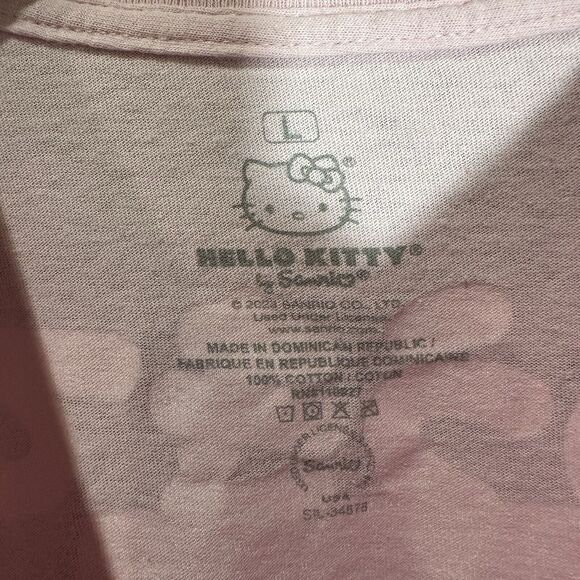 L
HELLO KITTY®
by Sanrio®
SANRIO CO., LTD.
Used Under License
www.sanrio.com
MADE IN DOMINICAN REPUBLIC /
FABRIQUE EN REPUBLIQUE DOMINICAINE
100% COTTON / COTON
Sanrio
USA